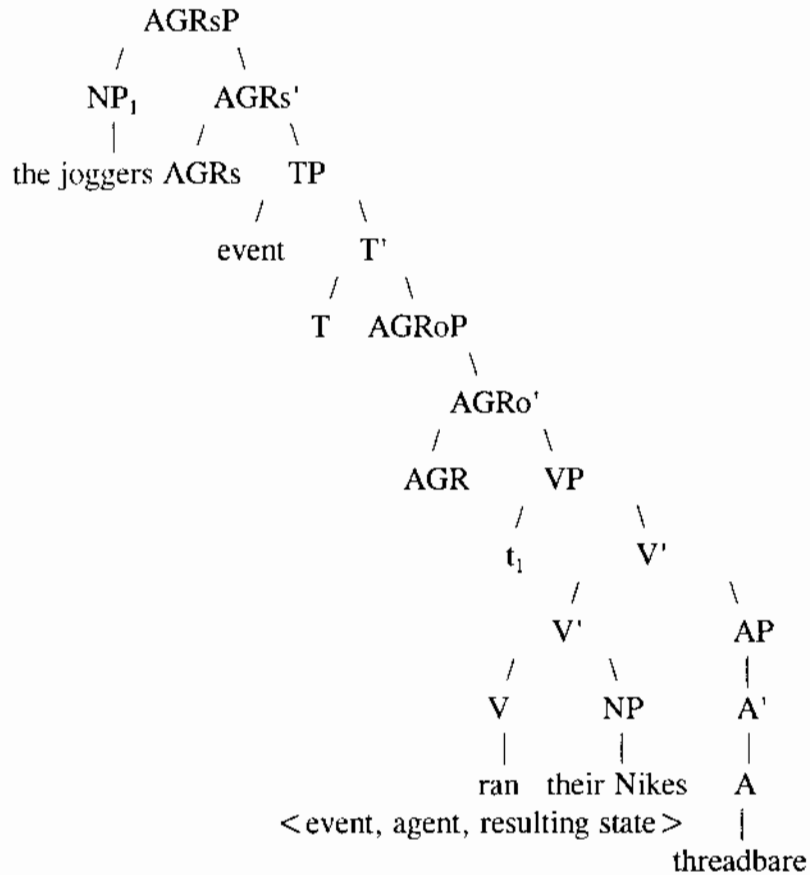 AGRsP
NP1 AGRs'
the joggers AGRs TP
event T'
T AGRoP
AGRo'
AGR VP
t1 V'
V' AP
V NP A'
ran their Nikes A
<event, agent, resulting state>
threadbare